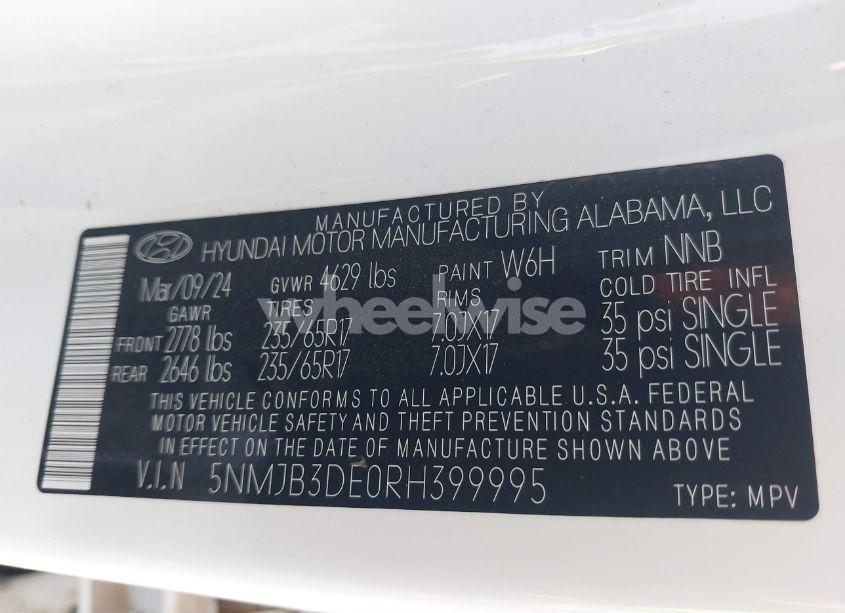 MANUFACTURED BY
HYUNDAI MOTOR MANUFACTURING ALABAMA, LLC
Mar/09/24 GVWR 4629 lbs PAINT W6H TRIM NNB
GAWR TIRES RIMS COLD TIRE INFL
FRONT 2778 lbs 235/65R17 7.0JX17 35 psi SINGLE
REAR 2646 lbs 235/65R17 7.0JX17 35 psi SINGLE
THIS VEHICLE CONFORMS TO ALL APPLICABLE U.S.A. FEDERAL
MOTOR VEHICLE SAFETY AND THEFT PREVENTION STANDARDS
IN EFFECT ON THE DATE OF MANUFACTURE SHOWN ABOVE
V.I.N 5NMJB3DE0RH399995 TYPE: MPV
wheelwise